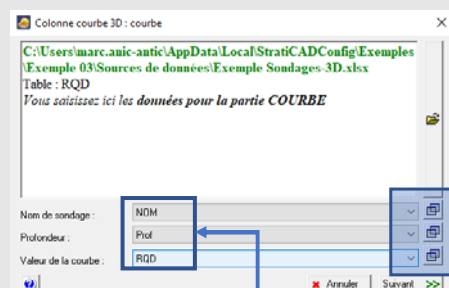 Colonne courbe 3D : courbe
C:\Users\marc.anic-antic\AppData\Local\StratiCADConfig\Exemples
\Exemple 03\Sources de données\Exemple Sondages-3D.xlsx
Table : RQD
Vous saisissez ici les données pour la partie COURBE
Nom de sondage :
NOM
Profondeur :
Prof
Valeur de la courbe :
RQD
Annuler
Suivant >>